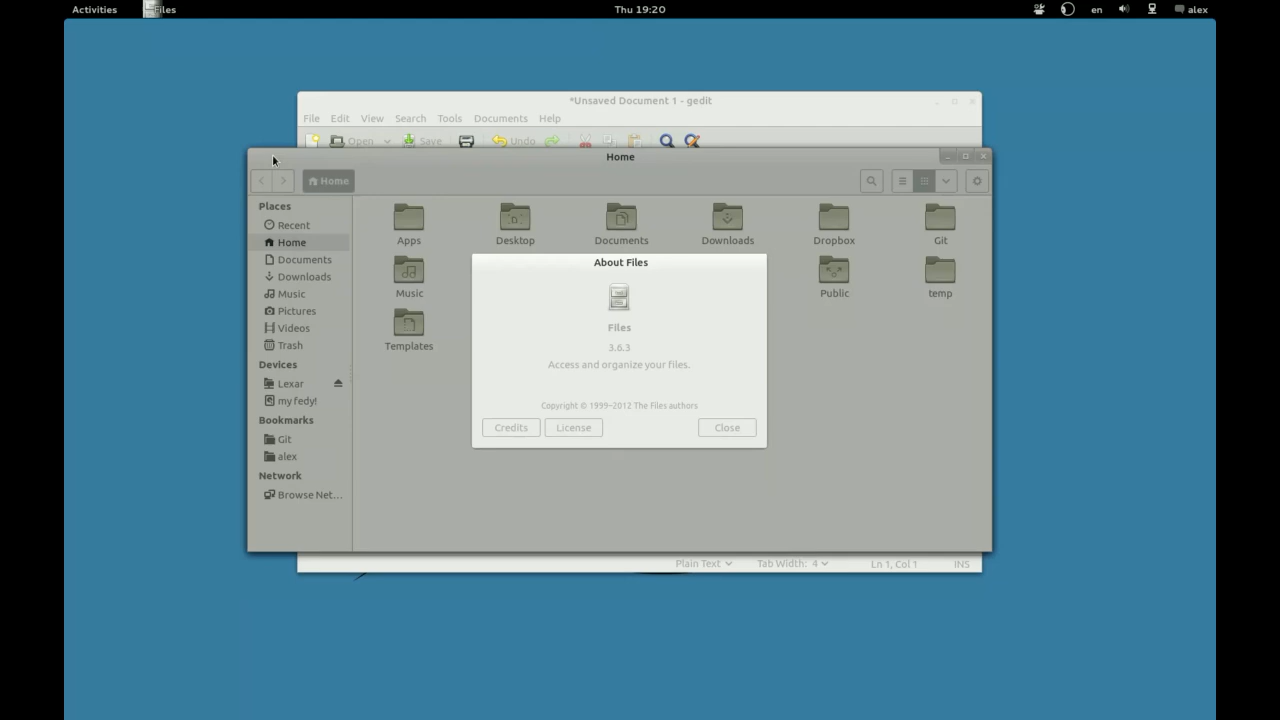 Activities Files Thu 19:20 en alex
*Unsaved Document 1 - gedit
File Edit View Search Tools Documents Help
Open Save Undo
Home
Home
Places
Recent
Home
Documents
Downloads
Music
Pictures
Videos
Trash
Devices
Lexar
my fedy!
Bookmarks
Git
alex
Network
Browse Net...
Apps Desktop Documents Downloads Dropbox Git
Music Public temp
Templates
About Files
Files
3.6.3
Access and organize your files.
Copyright © 1999–2012 The Files authors
Credits License Close
Plain Text Tab Width: 4 Ln 1, Col 1 INS